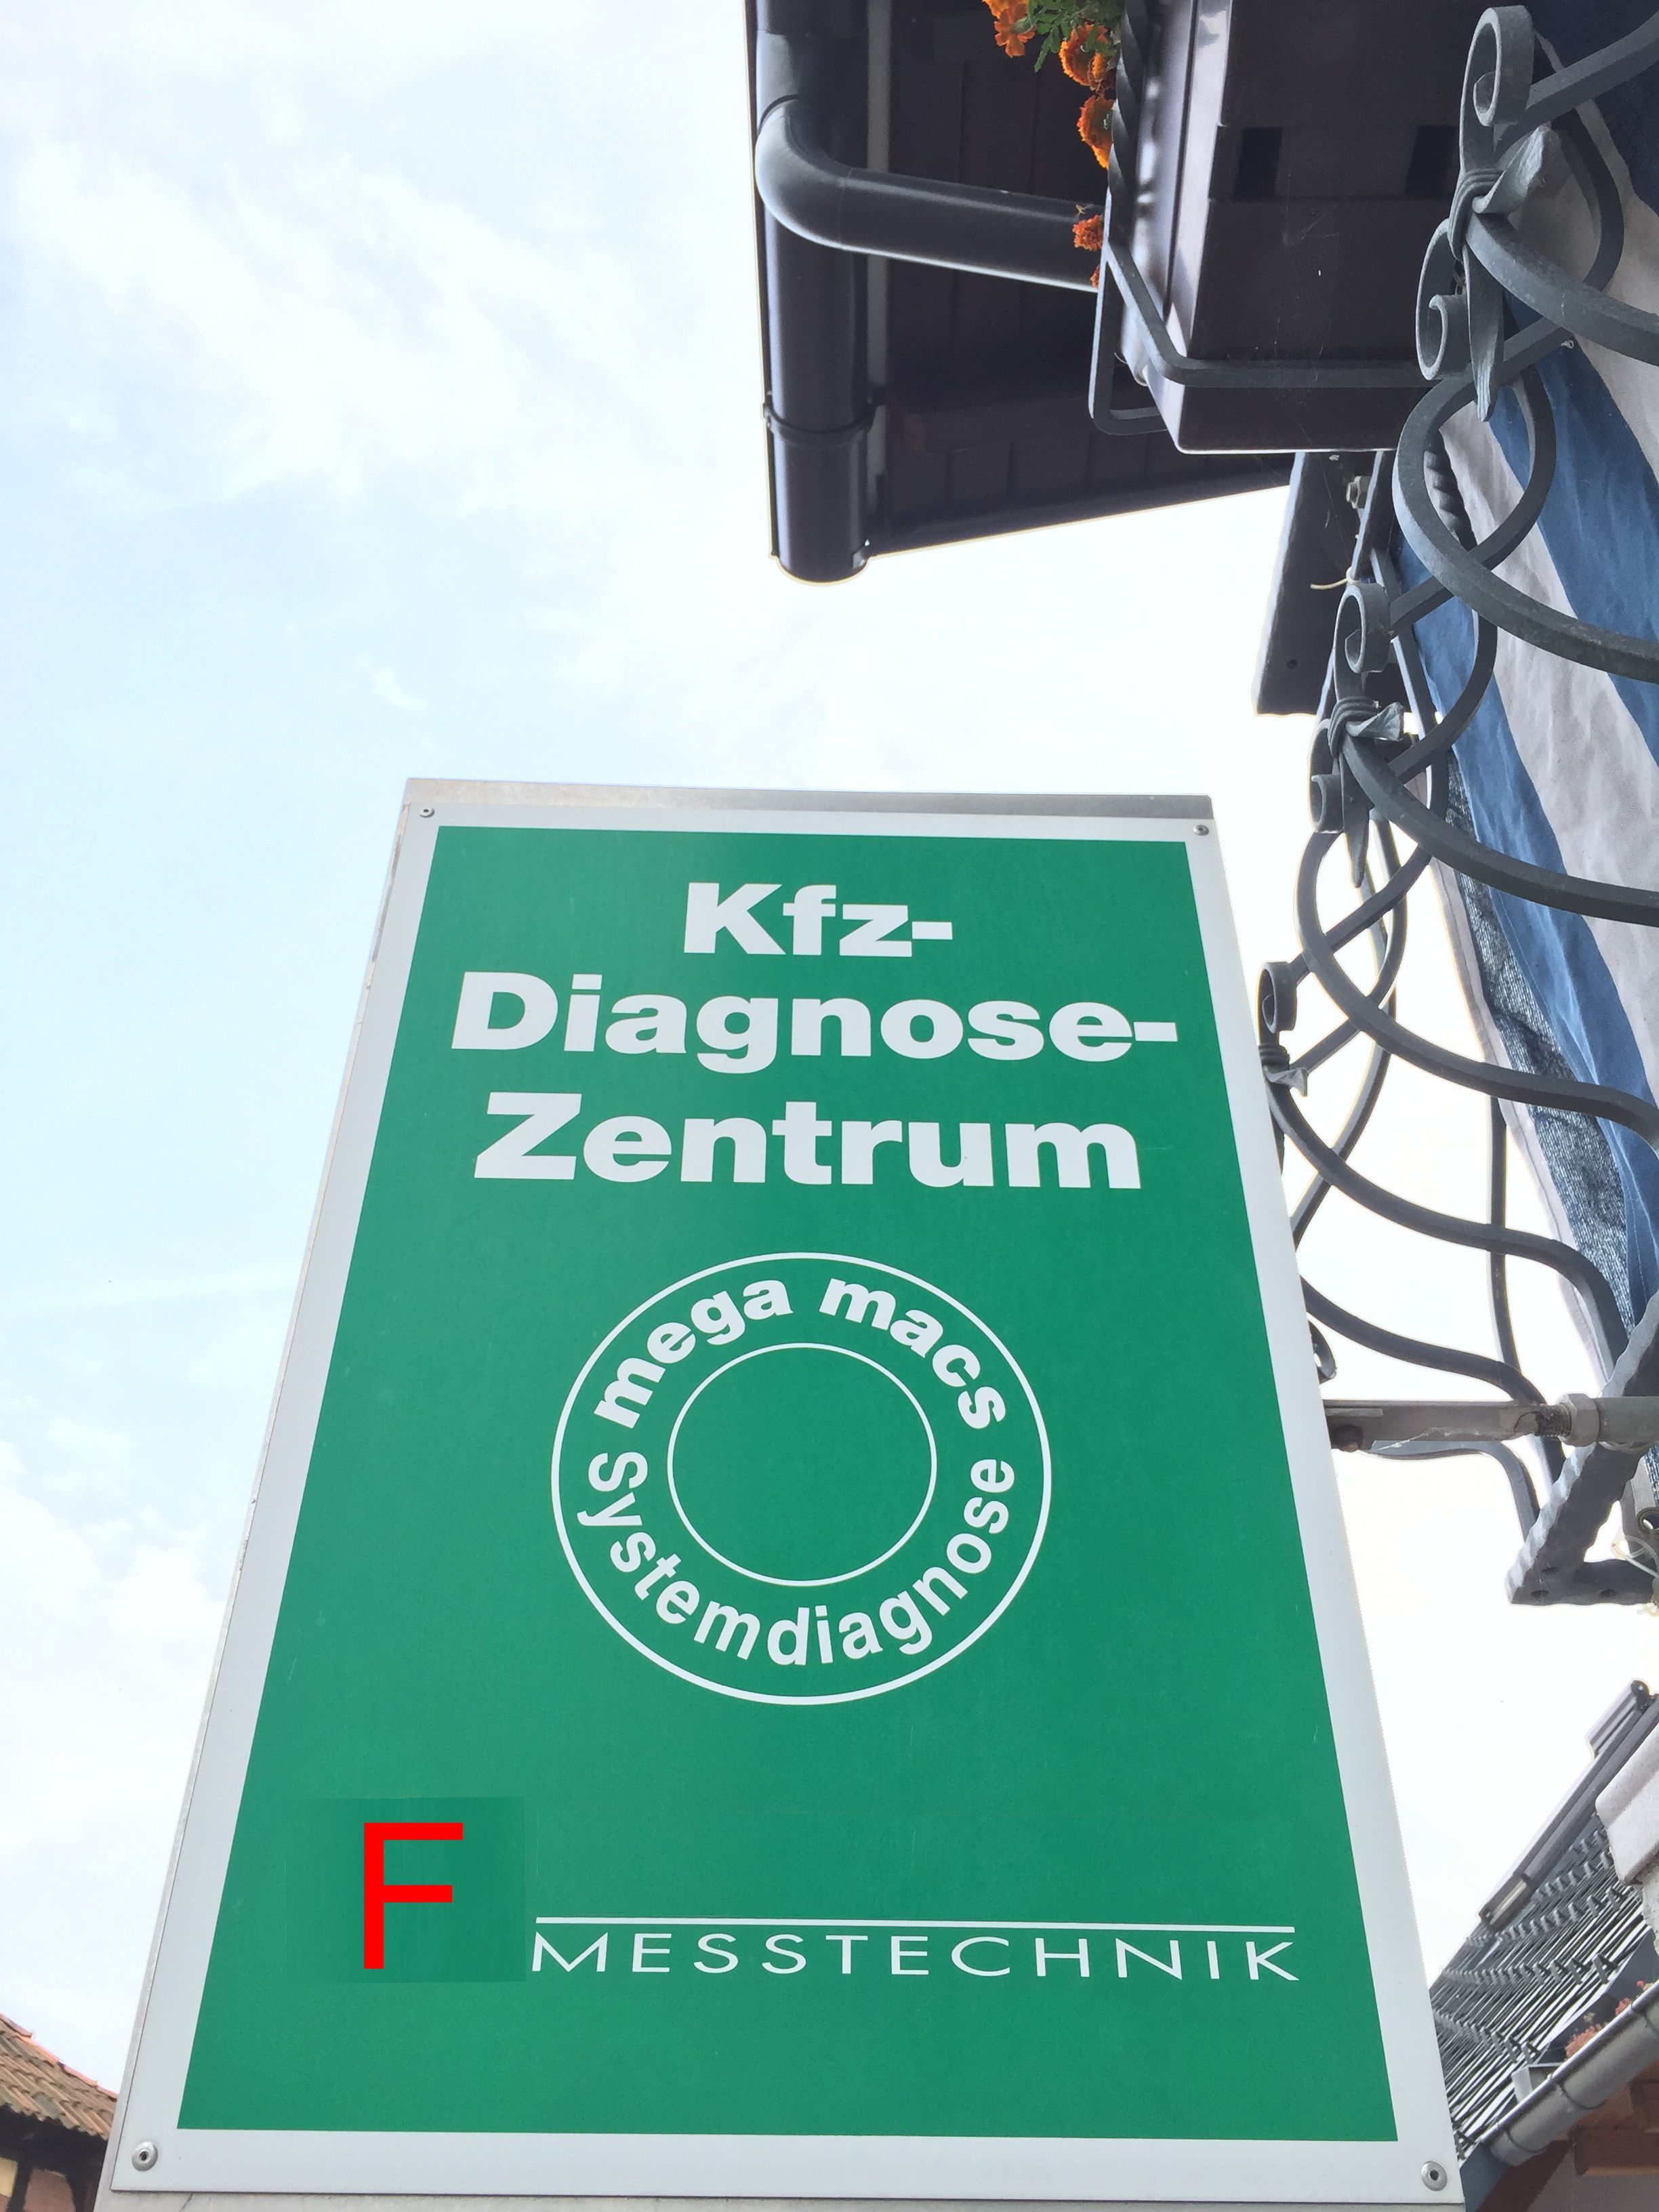 Kfz-
Diagnose-
Zentrum
mega macs
Systemdiagnose
F
MESSTECHNIK